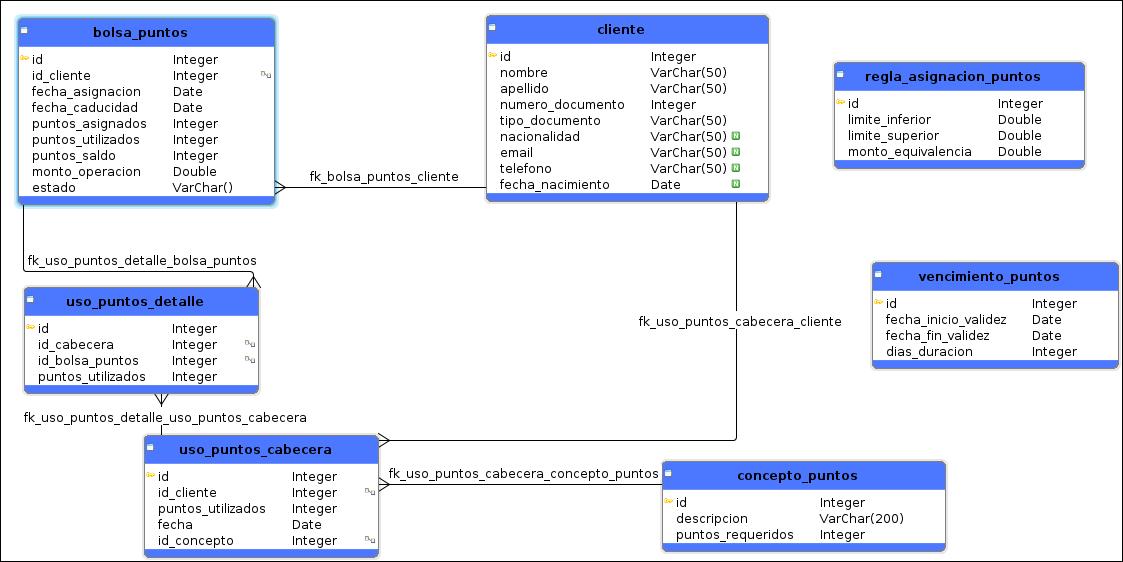 bolsa_puntos
id Integer
id_cliente Integer
fecha_asignacion Date
fecha_caducidad Date
puntos_asignados Integer
puntos_utilizados Integer
puntos_saldo Integer
monto_operacion Double
estado VarChar()
fk_bolsa_puntos_cliente
cliente
id Integer
nombre VarChar(50)
apellido VarChar(50)
numero_documento Integer
tipo_documento VarChar(50)
nacionalidad VarChar(50) N
email VarChar(50) N
telefono VarChar(50) N
fecha_nacimiento Date N
regla_asignacion_puntos
id Integer
limite_inferior Double
limite_superior Double
monto_equivalencia Double
fk_uso_puntos_detalle_bolsa_puntos
uso_puntos_detalle
id Integer
id_cabecera Integer
id_bolsa_puntos Integer
puntos_utilizados Integer
fk_uso_puntos_cabecera_cliente
vencimiento_puntos
id Integer
fecha_inicio_validez Date
fecha_fin_validez Date
dias_duracion Integer
fk_uso_puntos_detalle_uso_puntos_cabecera
uso_puntos_cabecera
id Integer
id_cliente Integer
puntos_utilizados Integer
fecha Date
id_concepto Integer
fk_uso_puntos_cabecera_concepto_puntos
concepto_puntos
id Integer
descripcion VarChar(200)
puntos_requeridos Integer